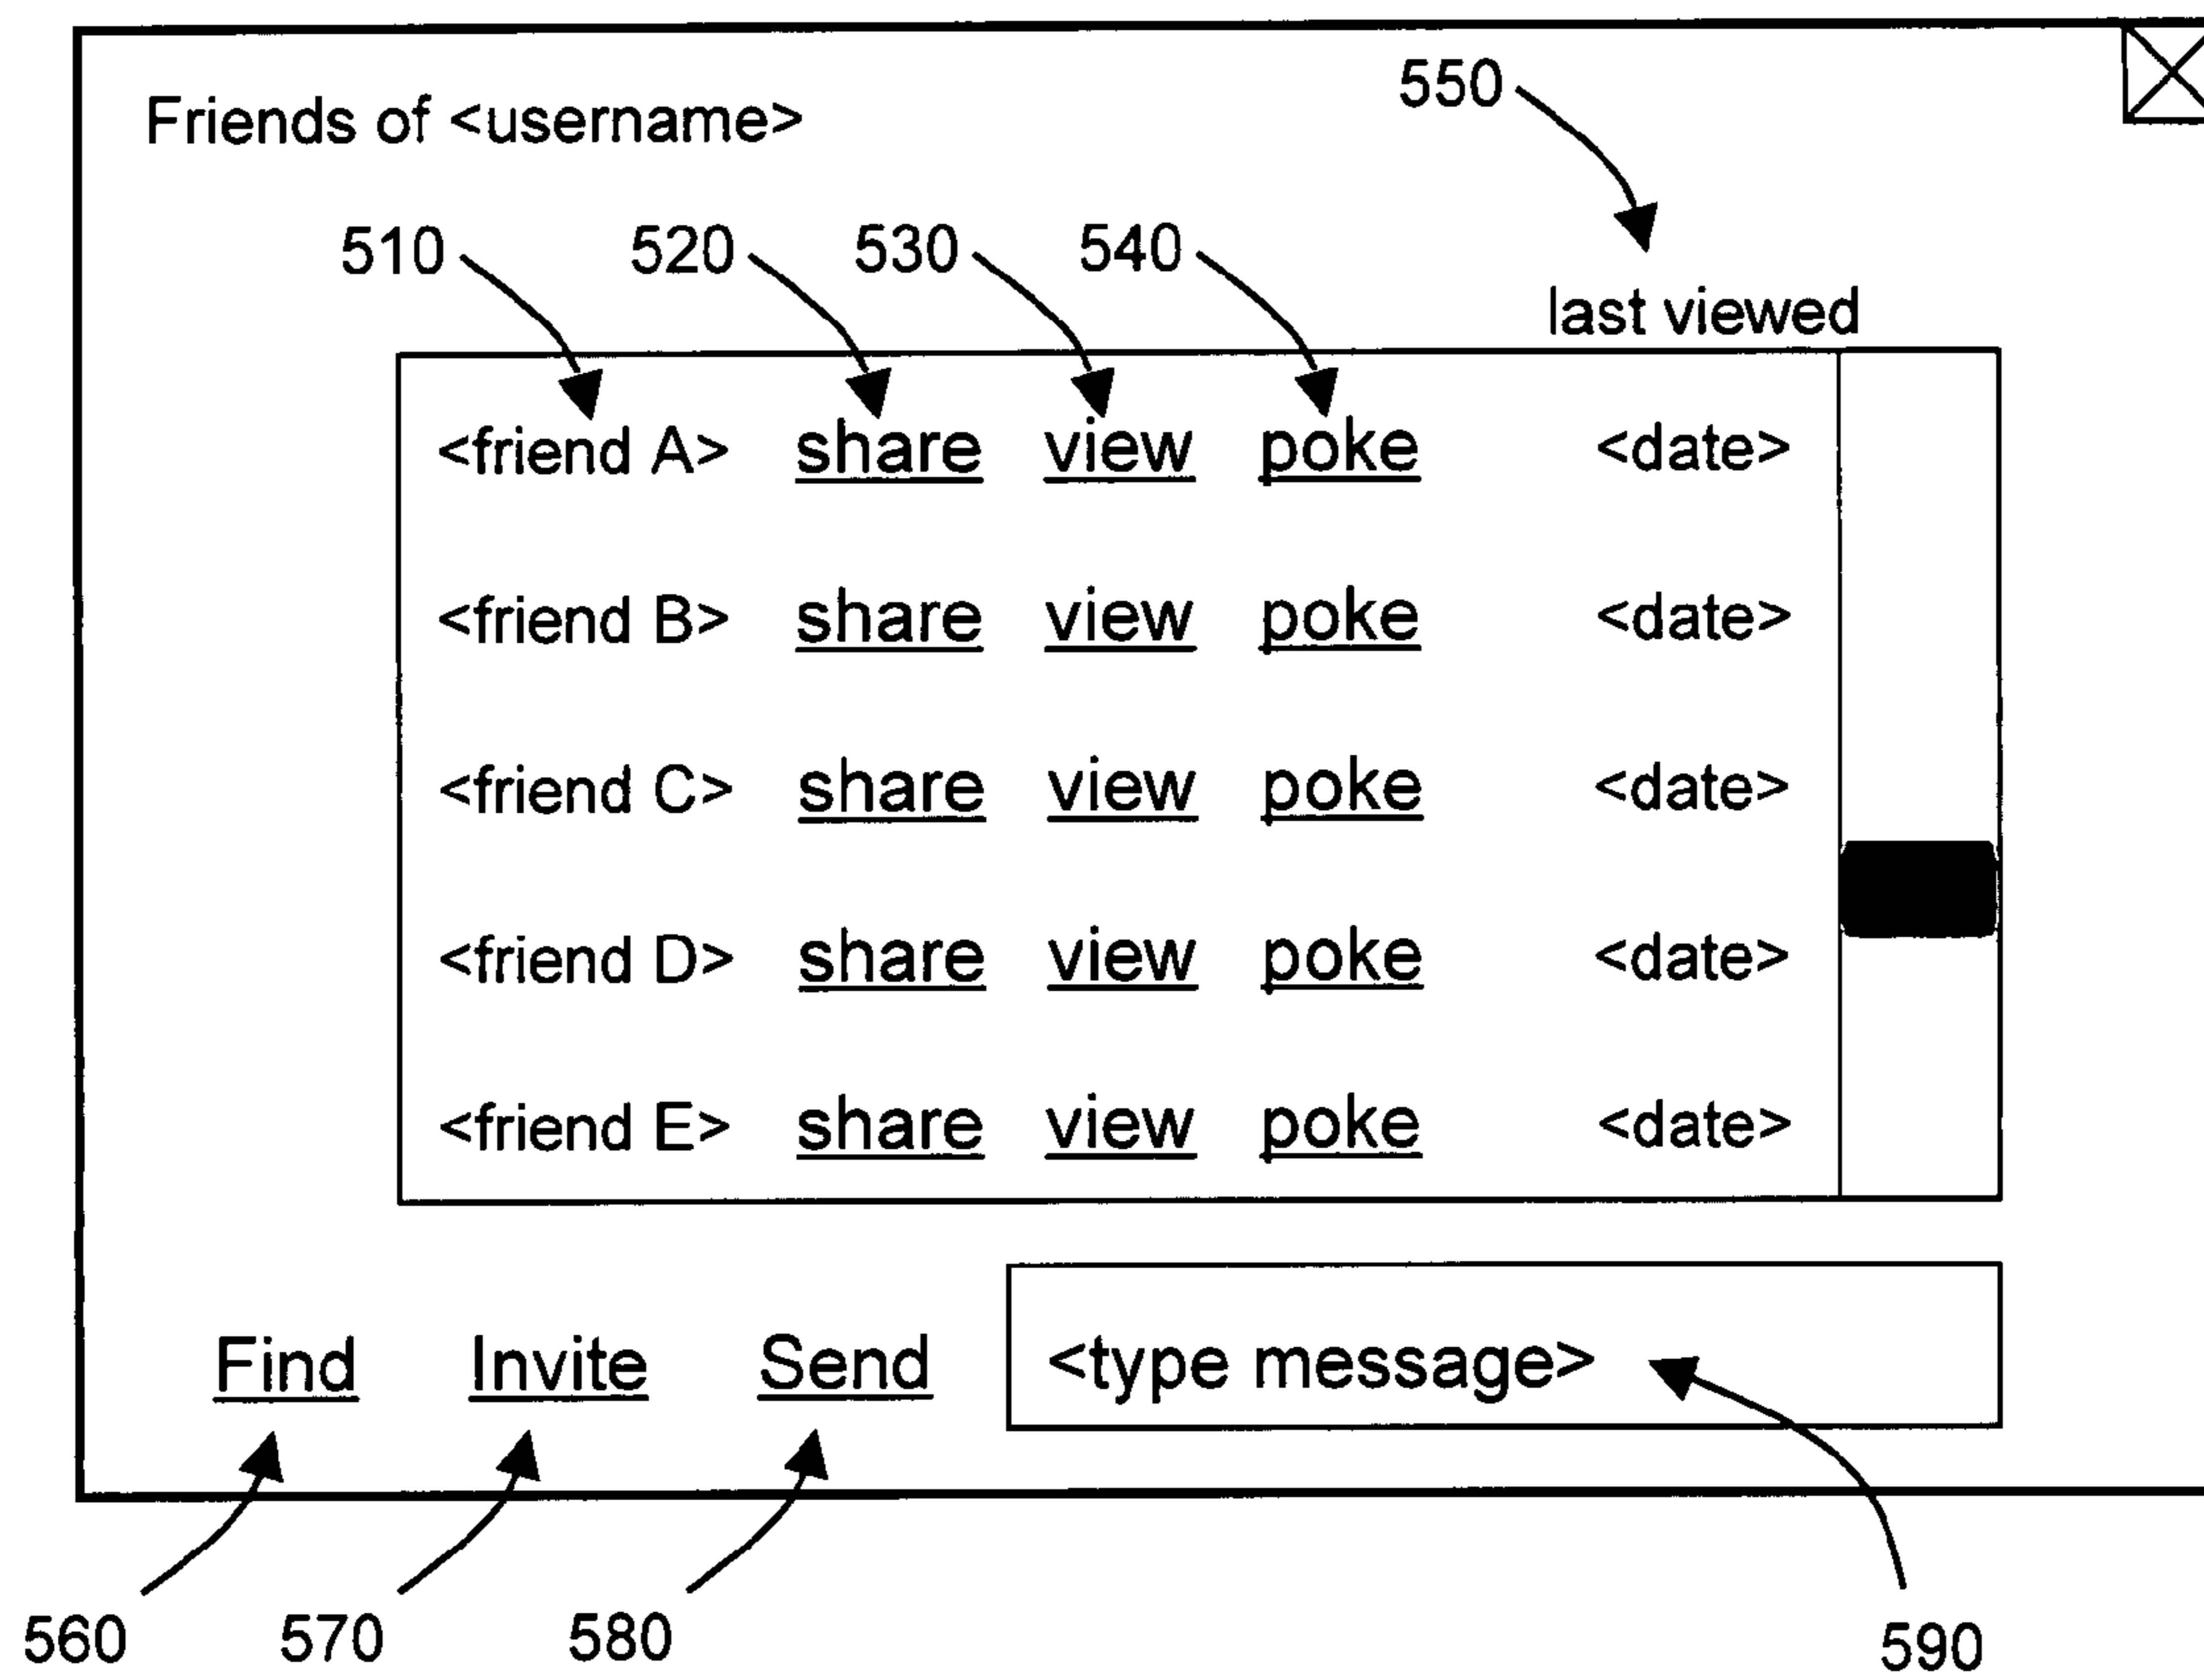 550
Friends of <username>
510 520 530 540
last viewed
<friend A> share view poke <date>
<friend B> share view poke <date>
<friend C> share view poke <date>
<friend D> share view poke <date>
<friend E> share view poke <date>
Find Invite Send <type message>
560 570 580 590